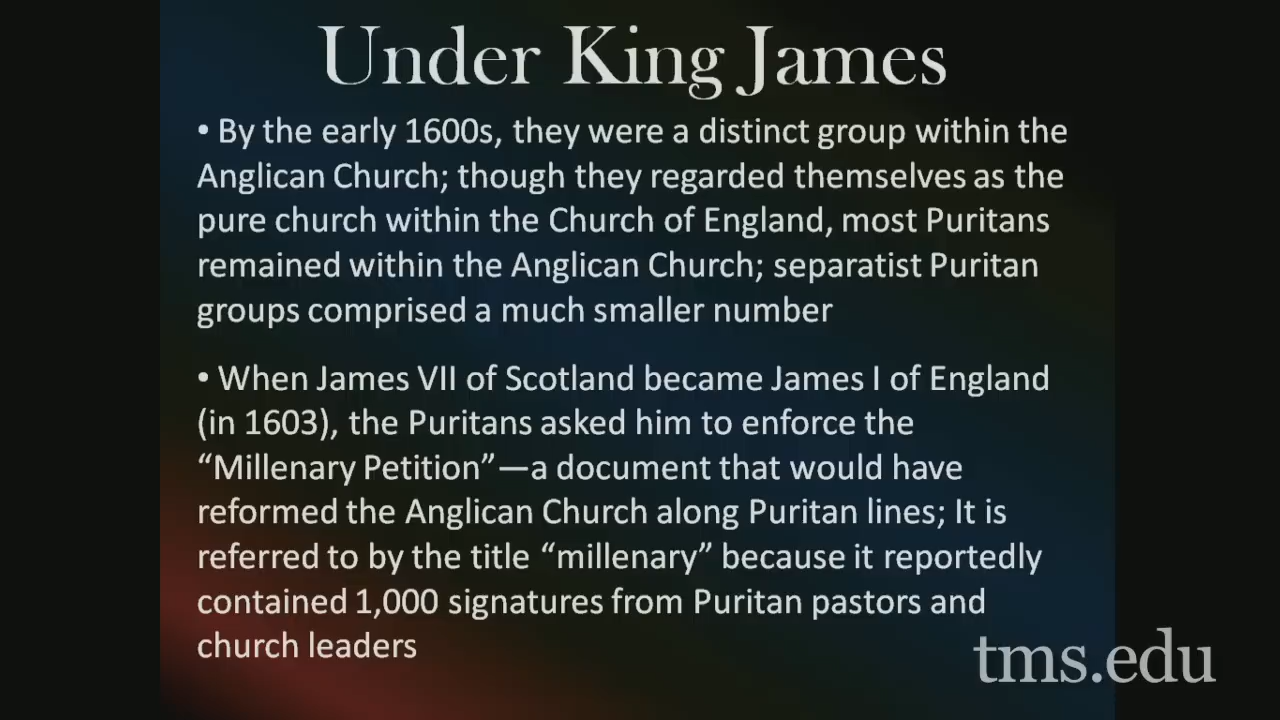 Under King James
• By the early 1600s, they were a distinct group within the
Anglican Church; though they regarded themselves as the
pure church within the Church of England, most Puritans
remained within the Anglican Church; separatist Puritan
groups comprised a much smaller number
• When James VII of Scotland became James I of England
(in 1603), the Puritans asked him to enforce the
“Millenary Petition”—a document that would have
reformed the Anglican Church along Puritan lines; It is
referred to by the title “millenary” because it reportedly
contained 1,000 signatures from Puritan pastors and
church leaders
tms.edu